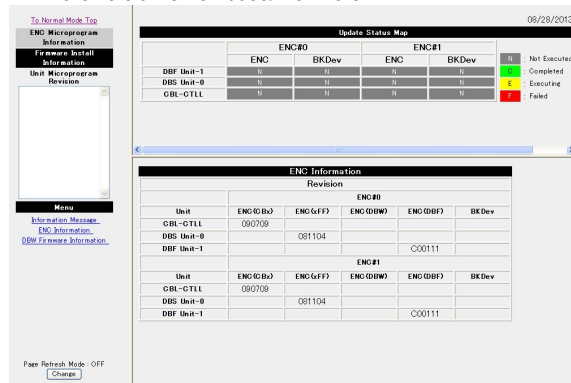 To Normal Mode Top
ENC Microprogram
Information
Firmware Install
Information
Unit Microprogram
Revision
Menu
Information Message
ENC Information
DBW Firmware Information
Page Refresh Mode : OFF
Change
08/28/2013
Update Status Map
ENC#0 ENC#1
ENC BKDev ENC BKDev
DBF Unit-1 N N N N
DBS Unit-0 N N N N
CBL-CTLL N N N N
N : Not Executed
C : Completed
E : Executing
F : Failed
ENC Information
Revision
ENC#0
Unit ENC(CBx) ENC(xFF) ENC(DBW) ENC(DBF) BKDev
CBL-CTLL 090709
DBS Unit-0 081104
DBF Unit-1 C00111
ENC#1
Unit ENC(CBx) ENC(xFF) ENC(DBW) ENC(DBF) BKDev
CBL-CTLL 090709
DBS Unit-0 081104
DBF Unit-1 C00111